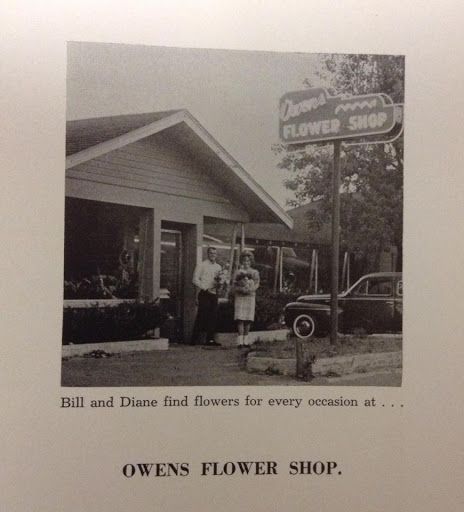 Owens
FLOWER SHOP
Bill and Diane find flowers for every occasion at . . .
OWENS FLOWER SHOP.